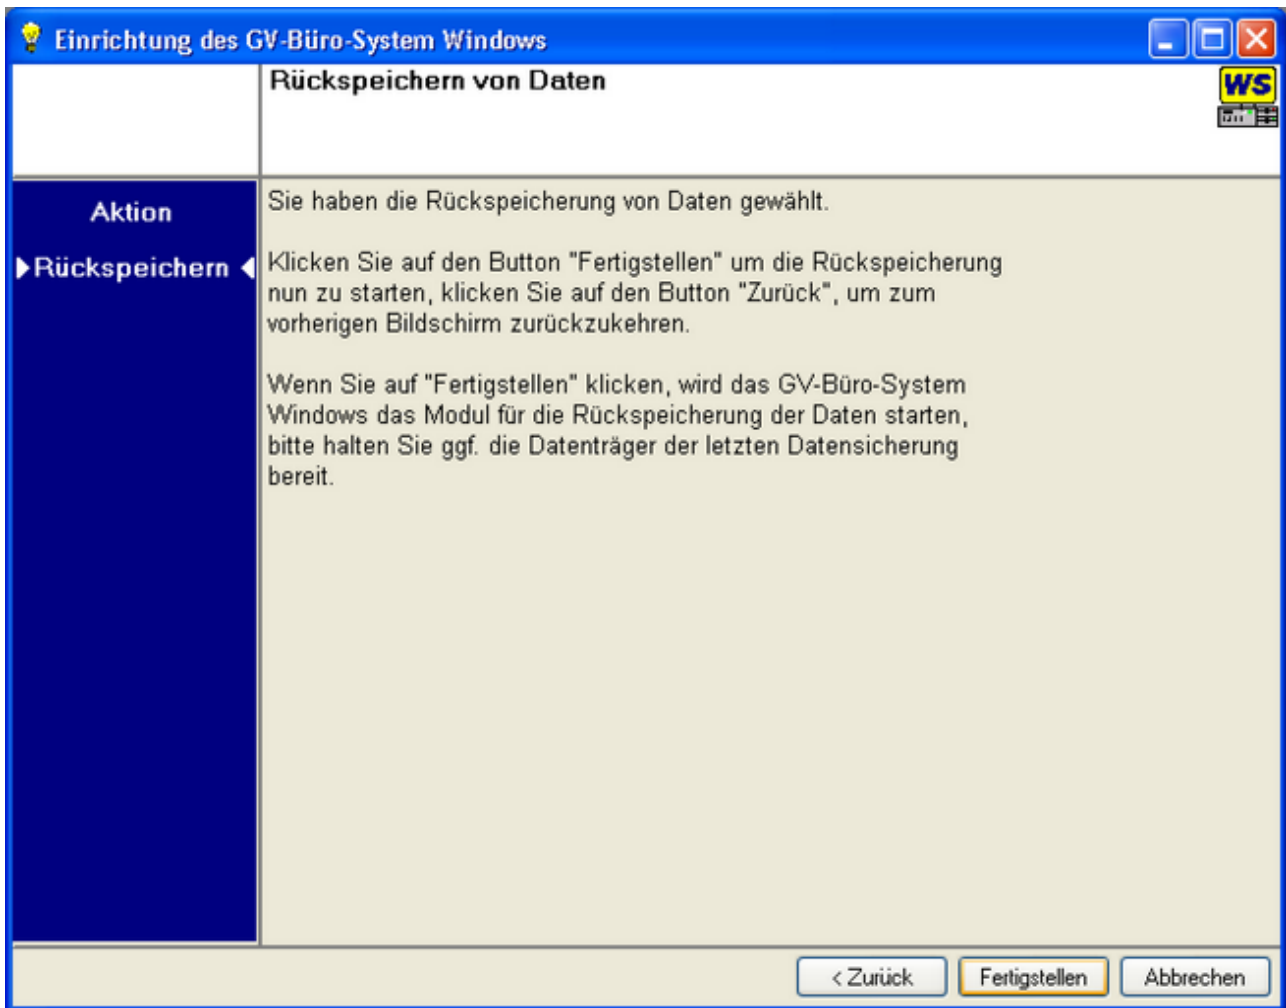 Einrichtung des GV-Büro-System Windows
Rückspeichern von Daten
WS
Aktion
Rückspeichern
Sie haben die Rückspeicherung von Daten gewählt.
Klicken Sie auf den Button "Fertigstellen" um die Rückspeicherung
nun zu starten, klicken Sie auf den Button "Zurück", um zum
vorherigen Bildschirm zurückzukehren.
Wenn Sie auf "Fertigstellen" klicken, wird das GV-Büro-System
Windows das Modul für die Rückspeicherung der Daten starten,
bitte halten Sie ggf. die Datenträger der letzten Datensicherung
bereit.
< Zurück Fertigstellen Abbrechen